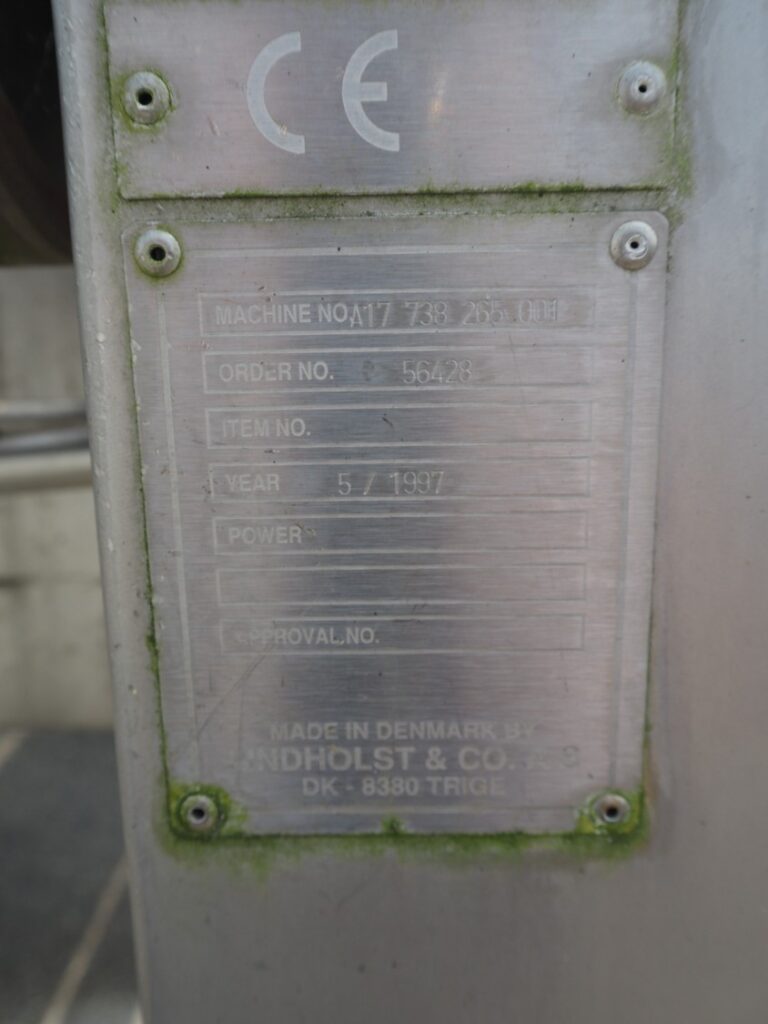 CE
MACHINE NO. A17 738 265 001
ORDER NO. 56428
ITEM NO.
YEAR 5 / 1997
POWER
APPROVAL NO.
MADE IN DENMARK BY
LINDHOLST & CO. A/S
DK - 8380 TRIGE